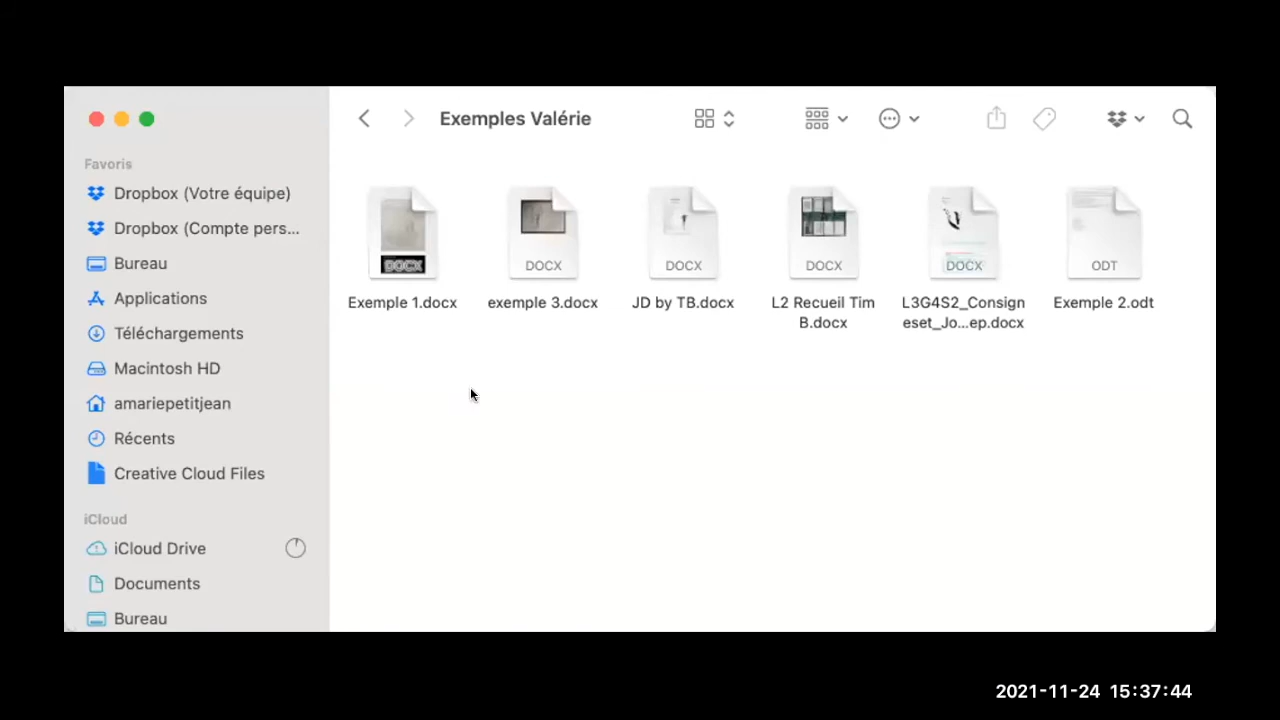 Exemples Valérie
Favoris
Dropbox (Votre équipe)
Dropbox (Compte pers...
Bureau
Applications
Téléchargements
Macintosh HD
amariepetitjean
Récents
Creative Cloud Files
iCloud
iCloud Drive
Documents
Bureau
DOCX
DOCX
DOCX
DOCX
DOCX
ODT
Exemple 1.docx
exemple 3.docx
JD by TB.docx
L2 Recueil Tim
B.docx
L3G4S2_Consign
eset_Jo...ep.docx
Exemple 2.odt
2021-11-24 15:37:44